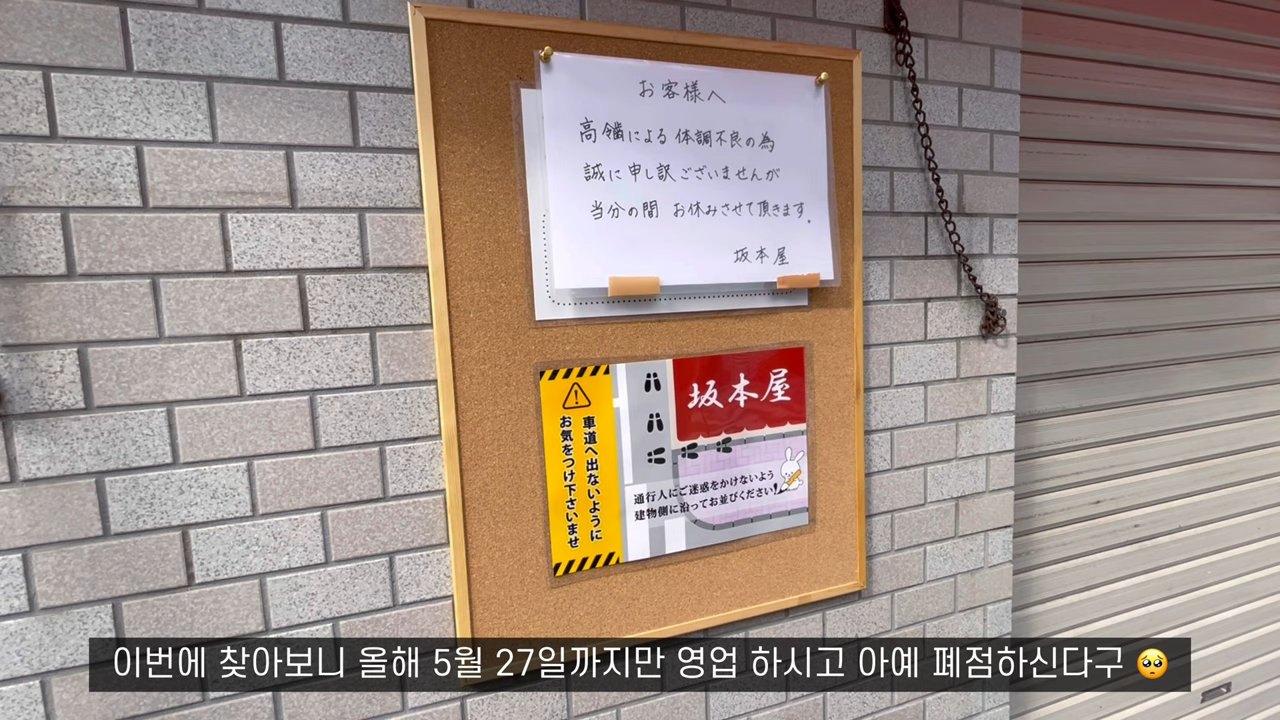 お客様へ
高齢による 体調不良の為
誠に申し訳ございませんが
当分の間 お休みさせて頂きます。
坂本屋
坂本屋
車道へ出ないように
お気をつけ下さいませ
通行人にご迷惑をかけないよう
建物側に沿ってお並びください!
이번에 찾아보니 올해 5월 27일까지만 영업 하시고 아예 폐점하신다구 🥺